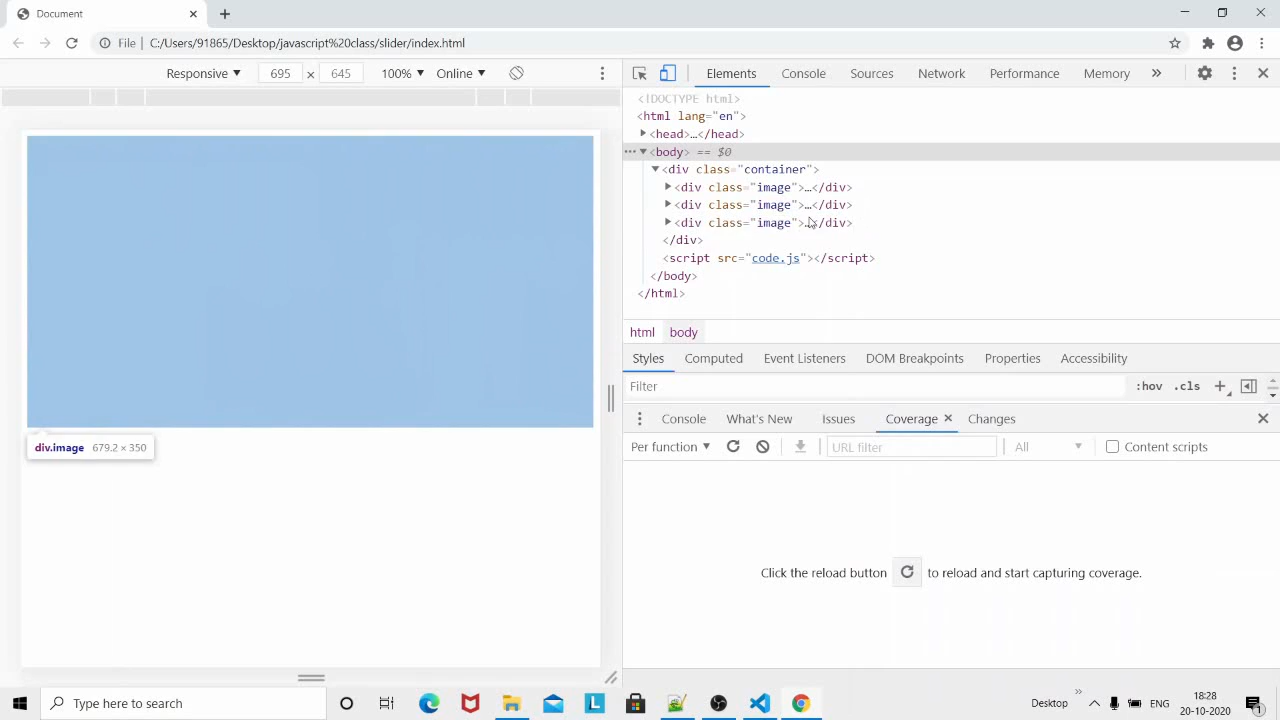 Document
File | C:/Users/91865/Desktop/javascript%20class/slider/index.html
Responsive ▼ 695 × 645 100% ▼ Online ▼
Elements Console Sources Network Performance Memory »
<!DOCTYPE html>
<html lang="en">
<head>…</head>
<body> == $0
<div class="container">
<div class="image">…</div>
<div class="image">…</div>
<div class="image">…</div>
</div>
<script src="code.js"></script>
</body>
</html>
html body
Styles Computed Event Listeners DOM Breakpoints Properties Accessibility
Filter :hov .cls +
Console What's New Issues Coverage × Changes
Per function ▼ URL filter All ▼ Content scripts
div.image 679.2 × 350
Click the reload button to reload and start capturing coverage.
Type here to search
Desktop » ENG 18:28
20-10-2020
1